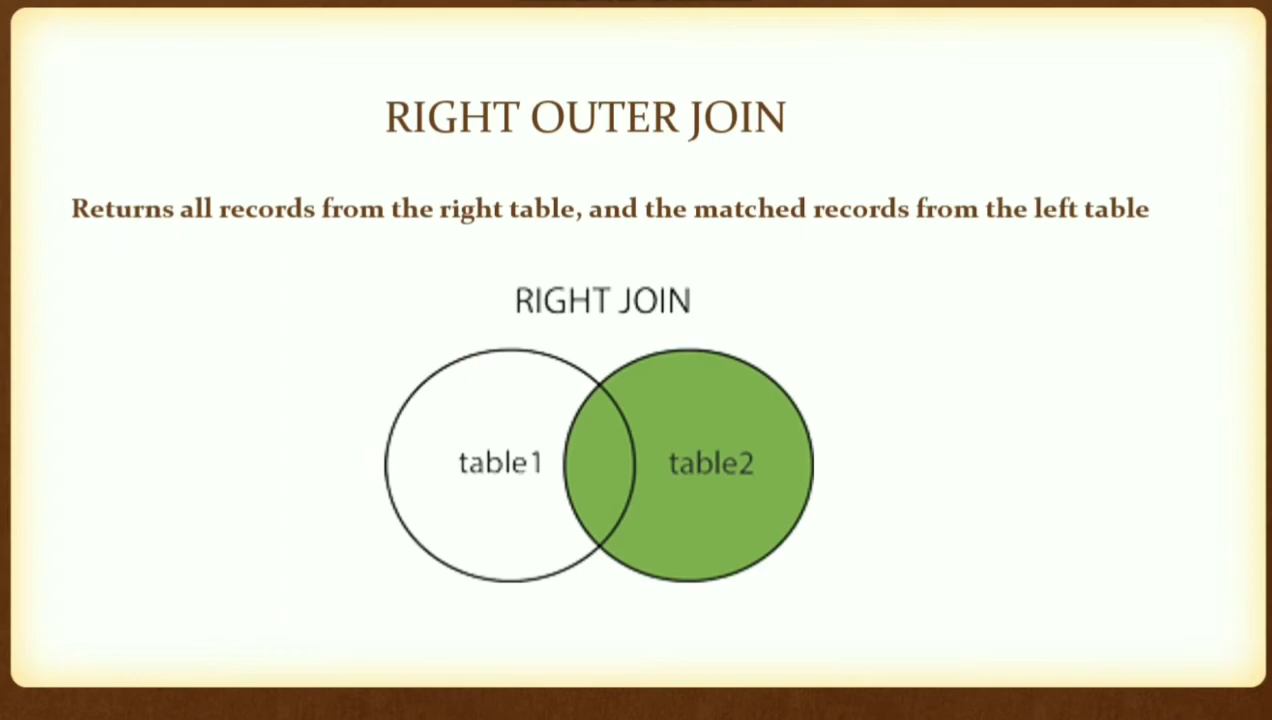 RIGHT OUTER JOIN
Returns all records from the right table, and the matched records from the left table
RIGHT JOIN
table1
table2